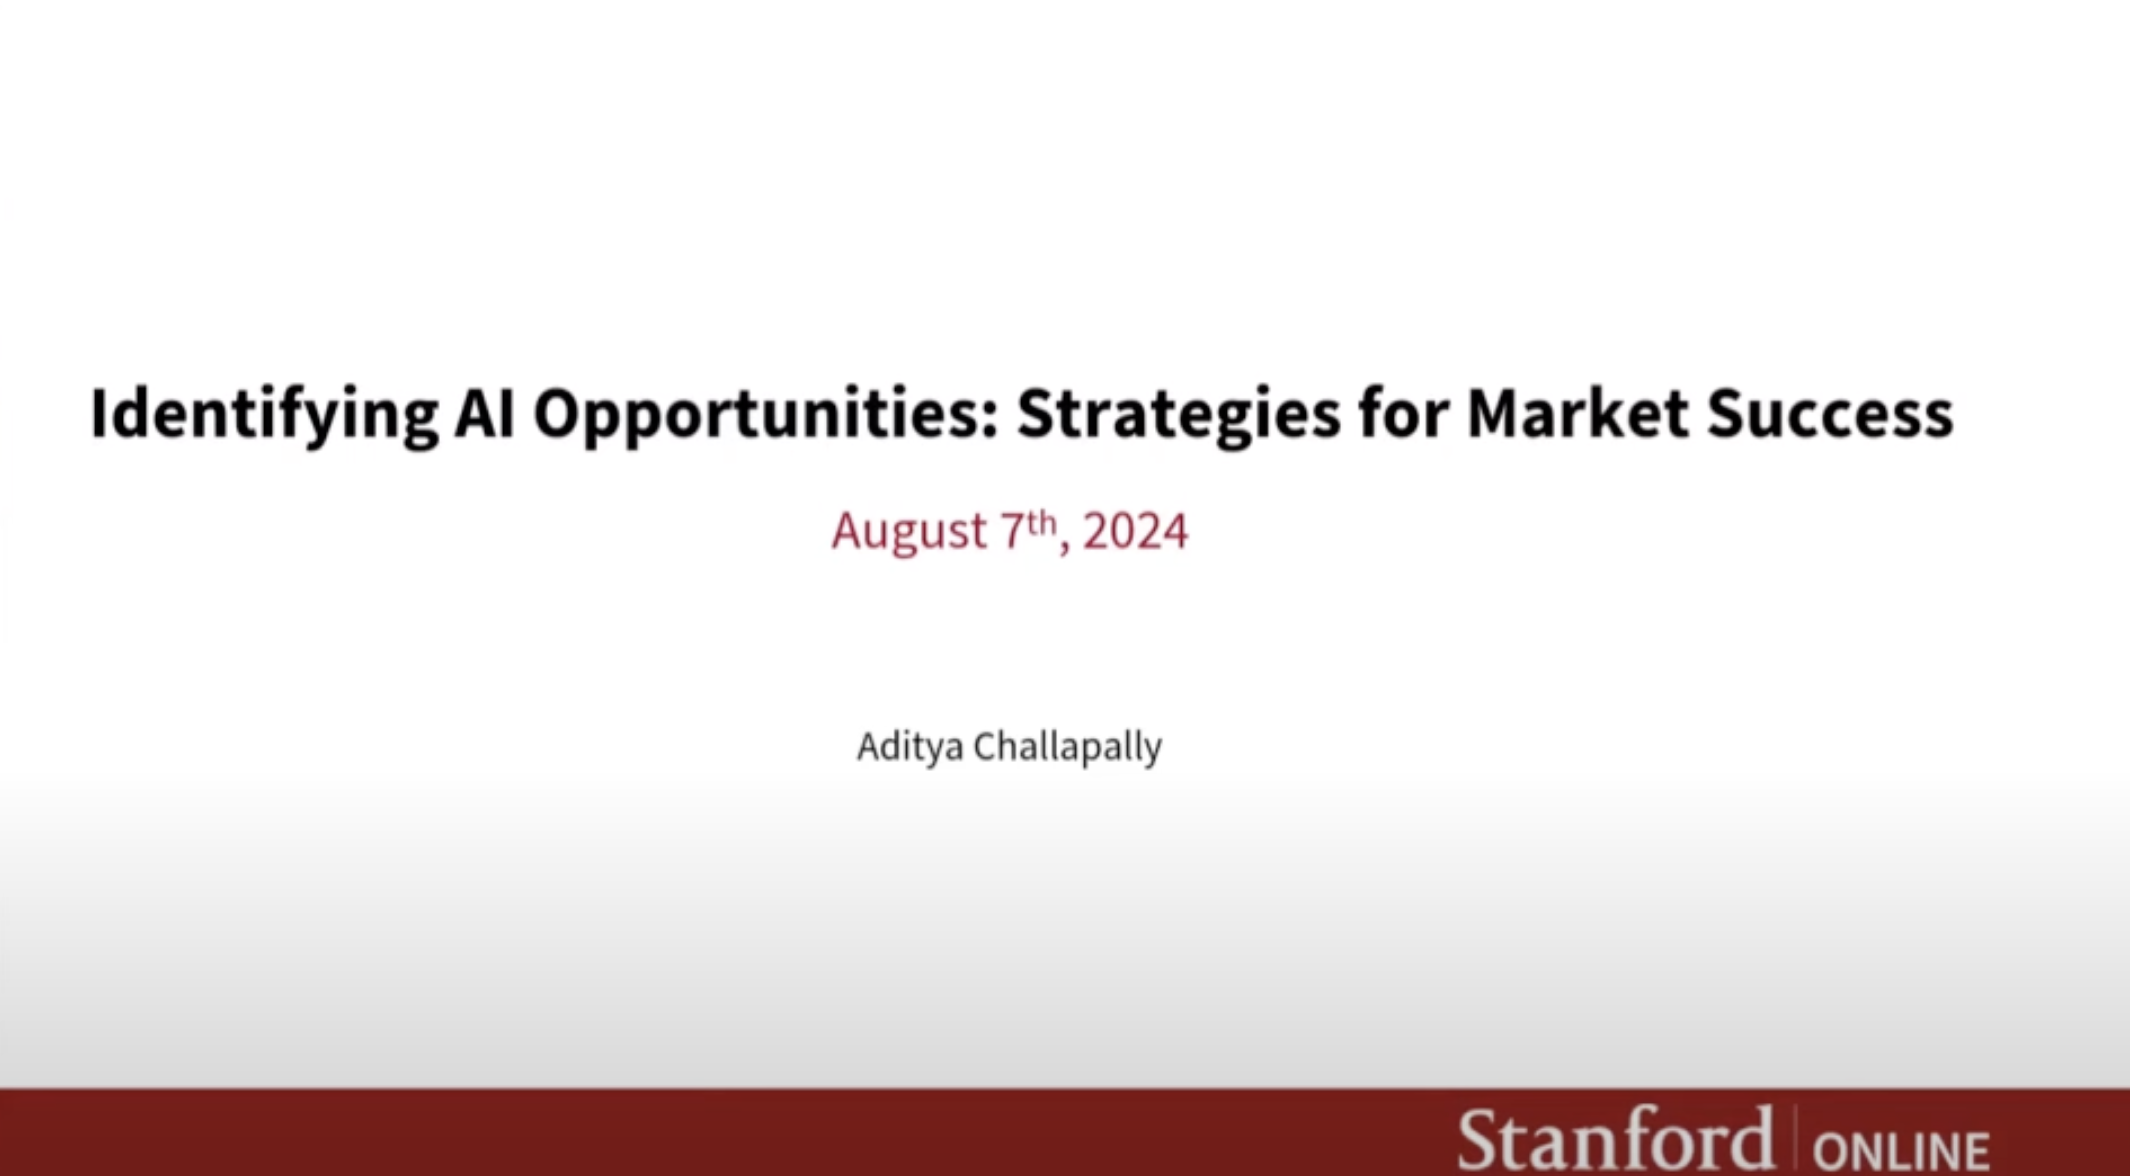 Identifying AI Opportunities: Strategies for Market Success
August 7th, 2024
Aditya Challapally
Stanford ONLINE